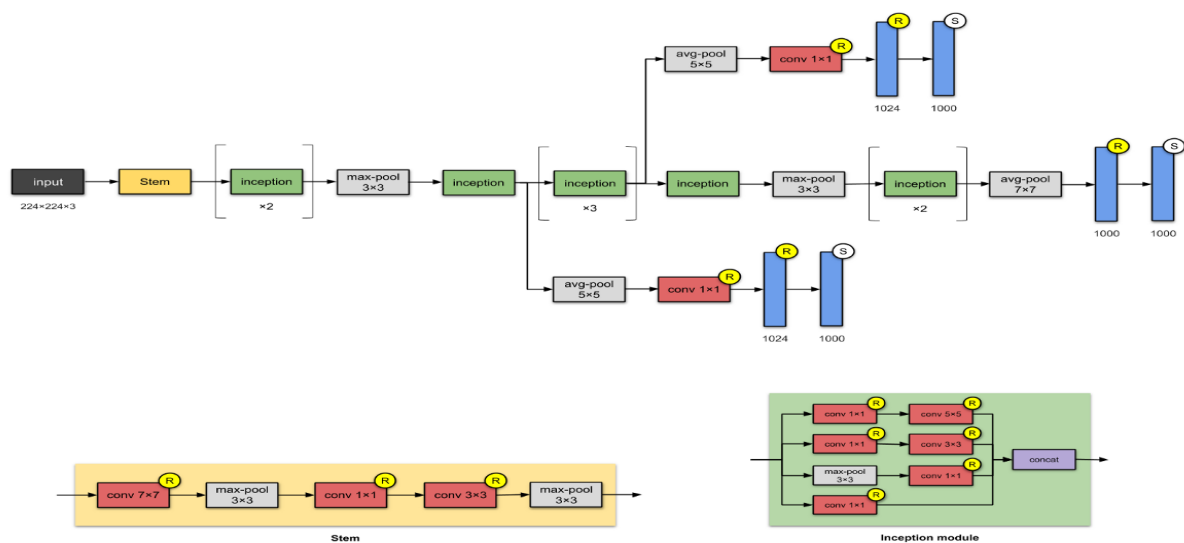 R
S
avg-pool
5×5
conv 1×1
R
1024
1000
input
224×224×3
Stem
inception
×2
max-pool
3×3
inception
inception
×3
inception
max-pool
3×3
inception
×2
avg-pool
7×7
R
S
1000
1000
avg-pool
5×5
conv 1×1
R
R
S
1024
1000
conv 7×7
R
max-pool
3×3
conv 1×1
R
conv 3×3
R
max-pool
3×3
Stem
conv 1×1
R
conv 5×5
R
conv 1×1
R
conv 3×3
R
max-pool
3×3
conv 1×1
R
conv 1×1
R
concat
Inception module